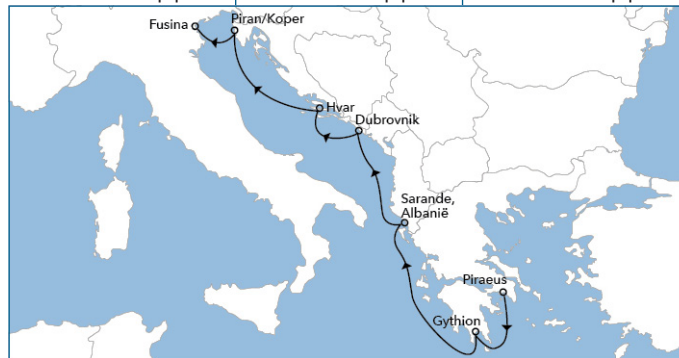 Fusina
Piran/Koper
Hvar
Dubrovnik
Sarande,
Albanië
Piraeus
Gythion